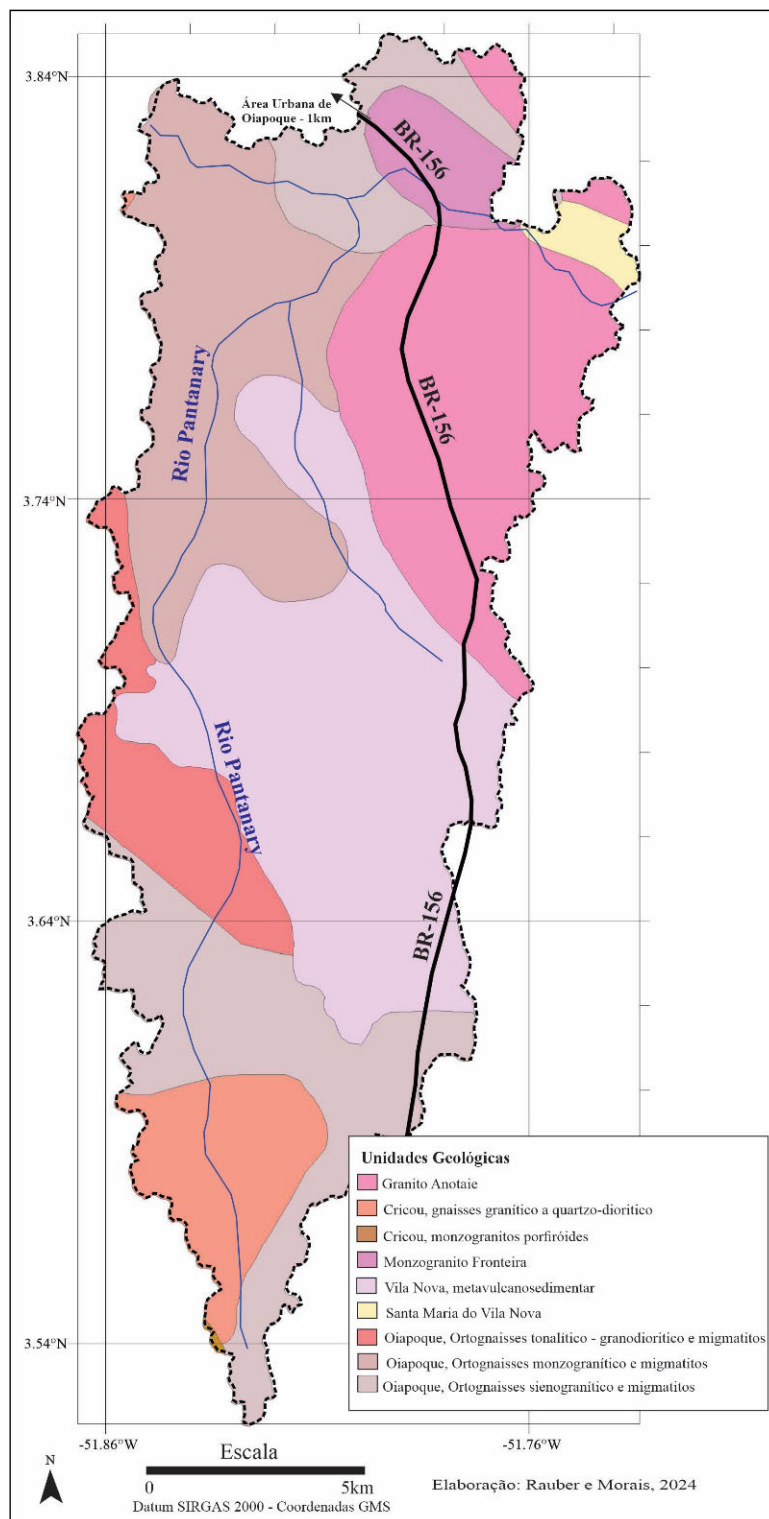 3.84°N
Área Urbana de
Oiapoque - 1km
BR-156
Rio Pantanary
BR-156
3.74°N
Rio Pantanary
BR-156
3.64°N
Unidades Geológicas
Granito Anotaie
Cricou, gnaisses granítico a quartzo-diorítico
Cricou, monzogranitos porfiróides
Monzogranito Fronteira
Vila Nova, metavulcanosedimentar
Santa Maria do Vila Nova
Oiapoque, Ortognaisses tonalítico - granodiorítico e migmatitos
Oiapoque, Ortognaisses monzogranítico e migmatitos
Oiapoque, Ortognaisses sienogranítico e migmatitos
3.54°N
-51.86°W
-51.76°W
Escala
N
0
5km
Datum SIRGAS 2000 - Coordenadas GMS
Elaboração: Rauber e Morais, 2024